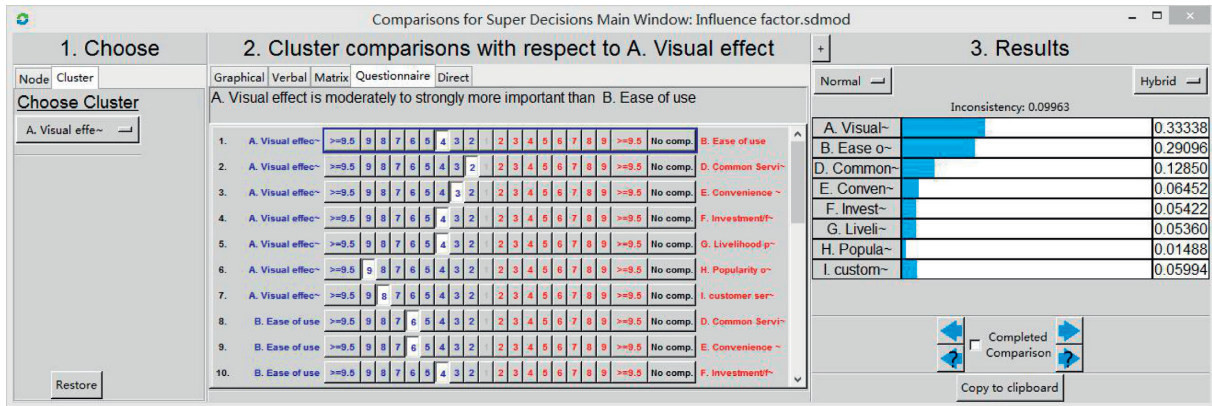 Comparisons for Super Decisions Main Window: Influence factor.sdmod
1. Choose
2. Cluster comparisons with respect to A. Visual effect
+ 3. Results
Node Cluster
Graphical Verbal Matrix Questionnaire Direct
Normal
Hybrid
Choose Cluster
A. Visual effe~
A. Visual effect is moderately to strongly more important than B. Ease of use
1. A. Visual effec~ >=9.5 9 8 7 6 5 4 3 2 1 2 3 4 5 6 7 8 9 >=9.5 No comp. B. Ease of use
2. A. Visual effec~ >=9.5 9 8 7 6 5 4 3 2 1 2 3 4 5 6 7 8 9 >=9.5 No comp. D. Common Servi~
3. A. Visual effec~ >=9.5 9 8 7 6 5 4 3 2 1 2 3 4 5 6 7 8 9 >=9.5 No comp. E. Convenience ~
4. A. Visual effec~ >=9.5 9 8 7 6 5 4 3 2 1 2 3 4 5 6 7 8 9 >=9.5 No comp. F. Investment/f~
5. A. Visual effec~ >=9.5 9 8 7 6 5 4 3 2 1 2 3 4 5 6 7 8 9 >=9.5 No comp. G. Livelihood p~
6. A. Visual effec~ >=9.5 9 8 7 6 5 4 3 2 1 2 3 4 5 6 7 8 9 >=9.5 No comp. H. Popularity o~
7. A. Visual effec~ >=9.5 9 8 7 6 5 4 3 2 1 2 3 4 5 6 7 8 9 >=9.5 No comp. I. customer ser~
8. B. Ease of use >=9.5 9 8 7 6 5 4 3 2 1 2 3 4 5 6 7 8 9 >=9.5 No comp. D. Common Servi~
9. B. Ease of use >=9.5 9 8 7 6 5 4 3 2 1 2 3 4 5 6 7 8 9 >=9.5 No comp. E. Convenience ~
10. B. Ease of use >=9.5 9 8 7 6 5 4 3 2 1 2 3 4 5 6 7 8 9 >=9.5 No comp. F. Investment/f~
Restore
Inconsistency: 0.09963
A. Visual~ 0.33338
B. Ease o~ 0.29096
D. Common~ 0.12850
E. Conven~ 0.06452
F. Invest~ 0.05422
G. Liveli~ 0.05360
H. Popula~ 0.01488
I. custom~ 0.05994
Completed
Comparison
? ?
Copy to clipboard